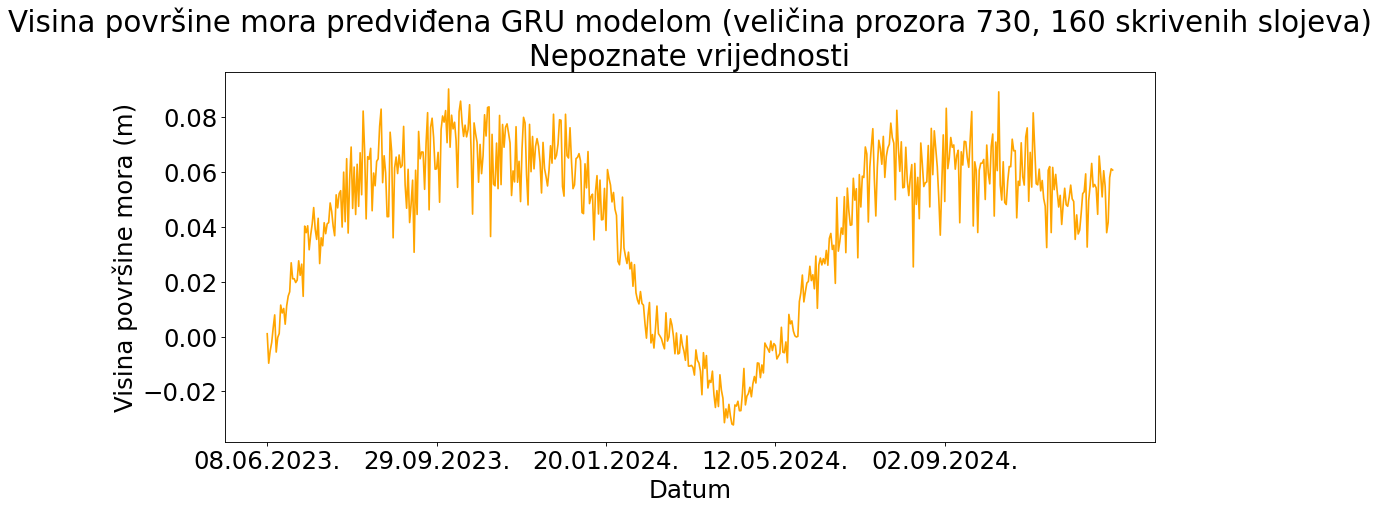 Visina površine mora predviđena GRU modelom (veličina prozora 730, 160 skrivenih slojeva)
Nepoznate vrijednosti
Visina površine mora (m)
0.08
0.06
0.04
0.02
0.00
−0.02
08.06.2023. 29.09.2023. 20.01.2024. 12.05.2024. 02.09.2024.
Datum